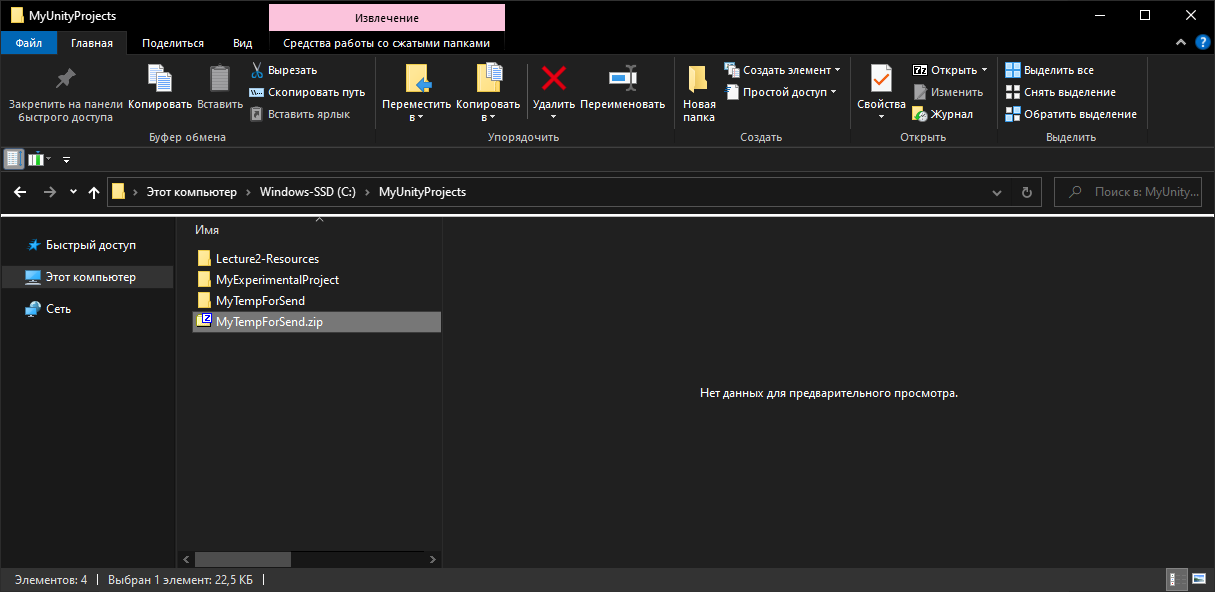 MyUnityProjects
Извлечение
Файл
Главная
Поделиться
Вид
Средства работы со сжатыми папками
?
Закрепить на панели
быстрого доступа
Копировать
Вставить
Вырезать
Скопировать путь
Вставить ярлык
Буфер обмена
Переместить
в
Копировать
в
Удалить
Переименовать
Упорядочить
Новая
папка
Создать элемент
Простой доступ
Создать
Свойства
Открыть
Изменить
Журнал
Открыть
Выделить все
Снять выделение
Обратить выделение
Выделить
Этот компьютер
Windows-SSD (C:)
MyUnityProjects
Поиск в: MyUnity...
Быстрый доступ
Этот компьютер
Сеть
Имя
Lecture2-Resources
MyExperimentalProject
MyTempForSend
MyTempForSend.zip
Нет данных для предварительного просмотра.
Элементов: 4
Выбран 1 элемент: 22,5 КБ